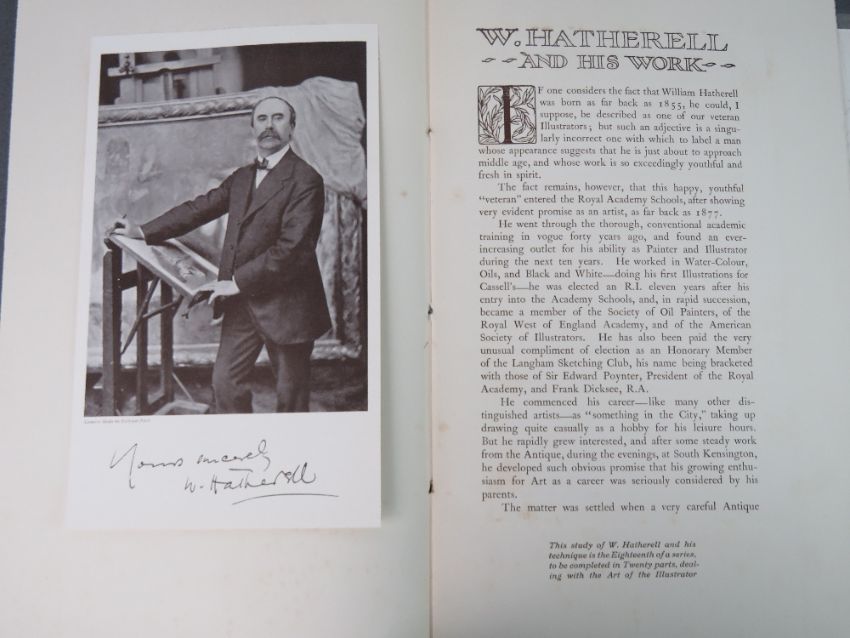 Yours sincerely
W. Hatherell
W. HATHERELL
AND HIS WORK
IF one considers the fact that William Hatherell
was born as far back as 1855, he could, I
suppose, be described as one of our veteran
Illustrators; but such an adjective is a singu-
larly incorrect one with which to label a man
whose appearance suggests that he is just about to approach
middle age, and whose work is so exceedingly youthful and
fresh in spirit.
The fact remains, however, that this happy, youthful
"veteran" entered the Royal Academy Schools, after showing
very evident promise as an artist, as far back as 1877.
He went through the thorough, conventional academic
training in vogue forty years ago, and found an ever-
increasing outlet for his ability as Painter and Illustrator
during the next ten years. He worked in Water-Colour,
Oils, and Black and White—doing his first Illustrations for
Cassell's—he was elected an R.I. eleven years after his
entry into the Academy Schools, and, in rapid succession,
became a member of the Society of Oil Painters, of the
Royal West of England Academy, and of the American
Society of Illustrators. He has also been paid the very
unusual compliment of election as an Honorary Member
of the Langham Sketching Club, his name being bracketed
with those of Sir Edward Poynter, President of the Royal
Academy, and Frank Dicksee, R.A.
He commenced his career—like many other dis-
tinguished artists—as "something in the City," taking up
drawing quite casually as a hobby for his leisure hours.
But he rapidly grew interested, and after some steady work
from the Antique, during the evenings, at South Kensington,
he developed such obvious promise that his growing enthu-
siasm for Art as a career was seriously considered by his
parents.
The matter was settled when a very careful Antique
This study of W. Hatherell and his
technique is the Eighteenth of a series,
to be completed in Twenty parts, deal-
ing with the Art of the Illustrator